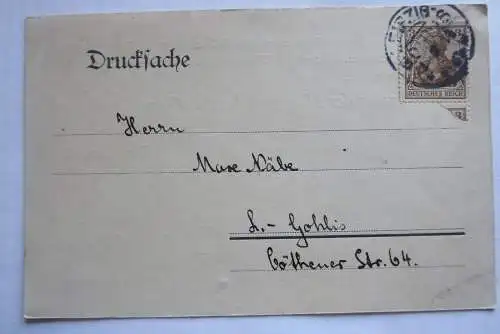 Drucksache
DEUTSCHES REICH
Herrn
Max Näbe
L.-Gohlis
Cöthener Str. 64.